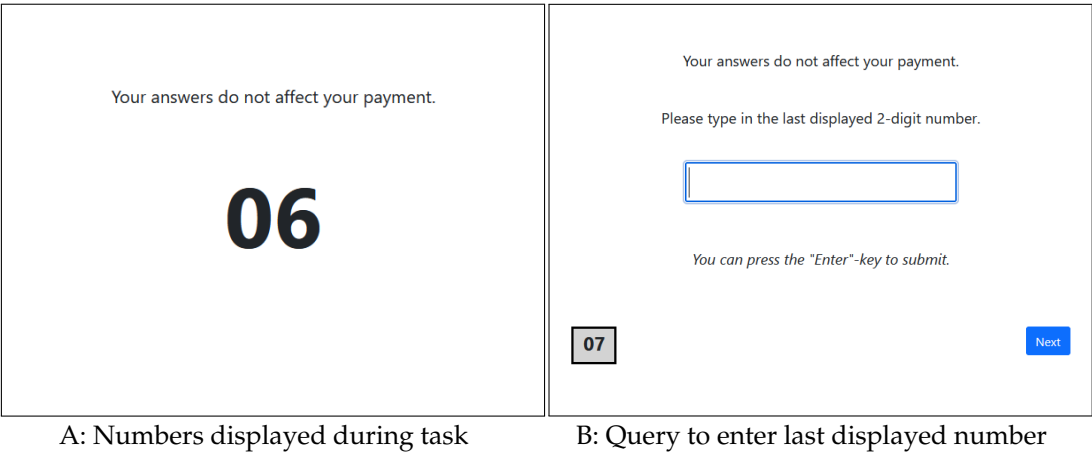 Your answers do not affect your payment.
06
A: Numbers displayed during task
Your answers do not affect your payment.
Please type in the last displayed 2-digit number.
You can press the "Enter"-key to submit.
07
Next
B: Query to enter last displayed number